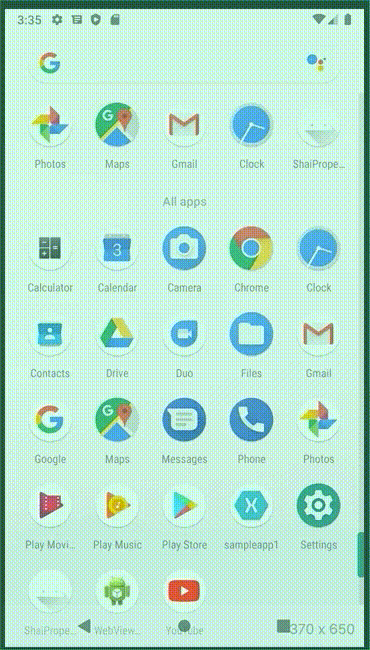 3:35
Photos Maps Gmail Clock ShaiPrope...
All apps
3
Calculator Calendar Camera Chrome Clock
Contacts Drive Duo Files Gmail
Google Maps Messages Phone Photos
Play Movi... Play Music Play Store sampleapp1 Settings
ShaiPrope... WebView... YouTube
370 x 650